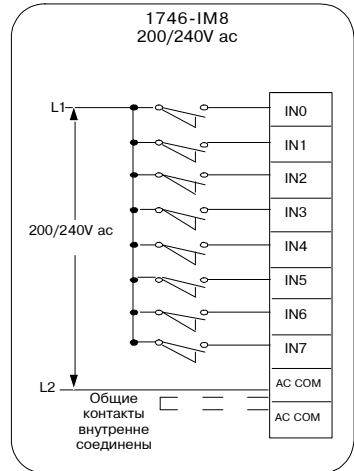 1746-IM8
200/240V ac
L1
IN0
IN1
IN2
IN3
200/240V ac
IN4
IN5
IN6
IN7
L2
AC COM
Общие
контакты
внутренне
соединены
AC COM